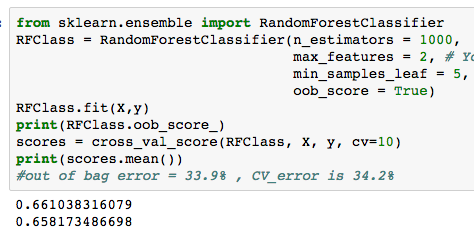 from sklearn.ensemble import RandomForestClassifier
RFClass = RandomForestClassifier(n_estimators = 1000,
max_features = 2, # Yo
min_samples_leaf = 5,
oob_score = True)
RFClass.fit(X,y)
print(RFClass.oob_score_)
scores = cross_val_score(RFClass, X, y, cv=10)
print(scores.mean())
#out of bag error = 33.9% , CV_error is 34.2%
0.661038316079
0.658173486698